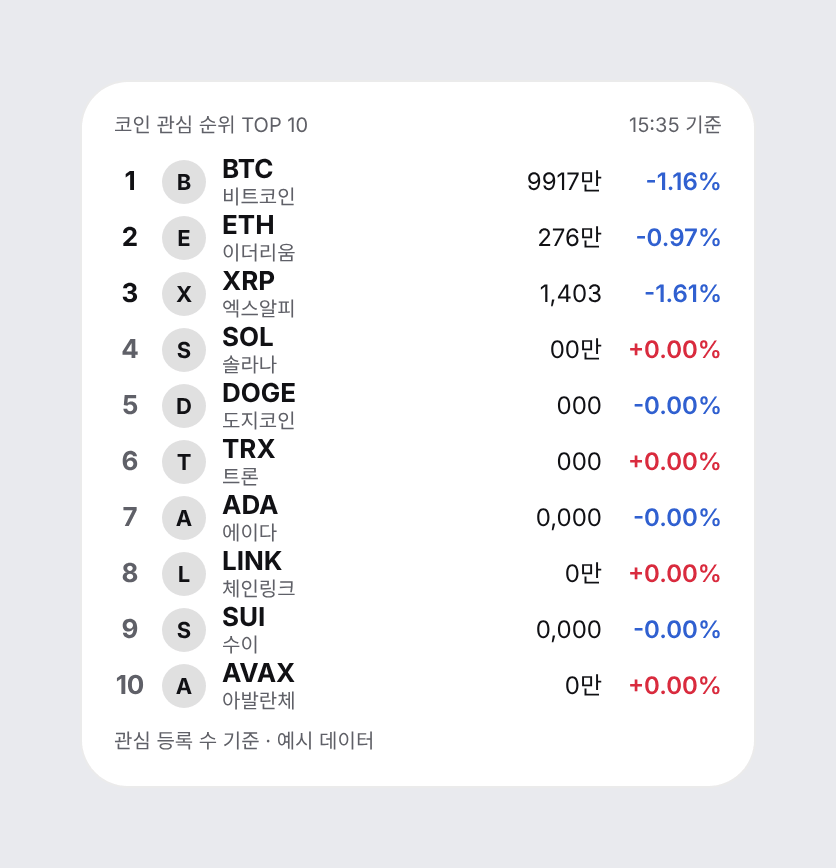 코인 관심 순위 TOP 10 15:35 기준
1 B BTC 9917만 -1.16%
비트코인
2 E ETH 276만 -0.97%
이더리움
3 X XRP 1,403 -1.61%
엑스알피
4 S SOL 00만 +0.00%
솔라나
5 D DOGE 000 -0.00%
도지코인
6 T TRX 000 +0.00%
트론
7 A ADA 0,000 -0.00%
에이다
8 L LINK 0만 +0.00%
체인링크
9 S SUI 0,000 -0.00%
수이
10 A AVAX 0만 +0.00%
아발란체
관심 등록 수 기준 · 예시 데이터